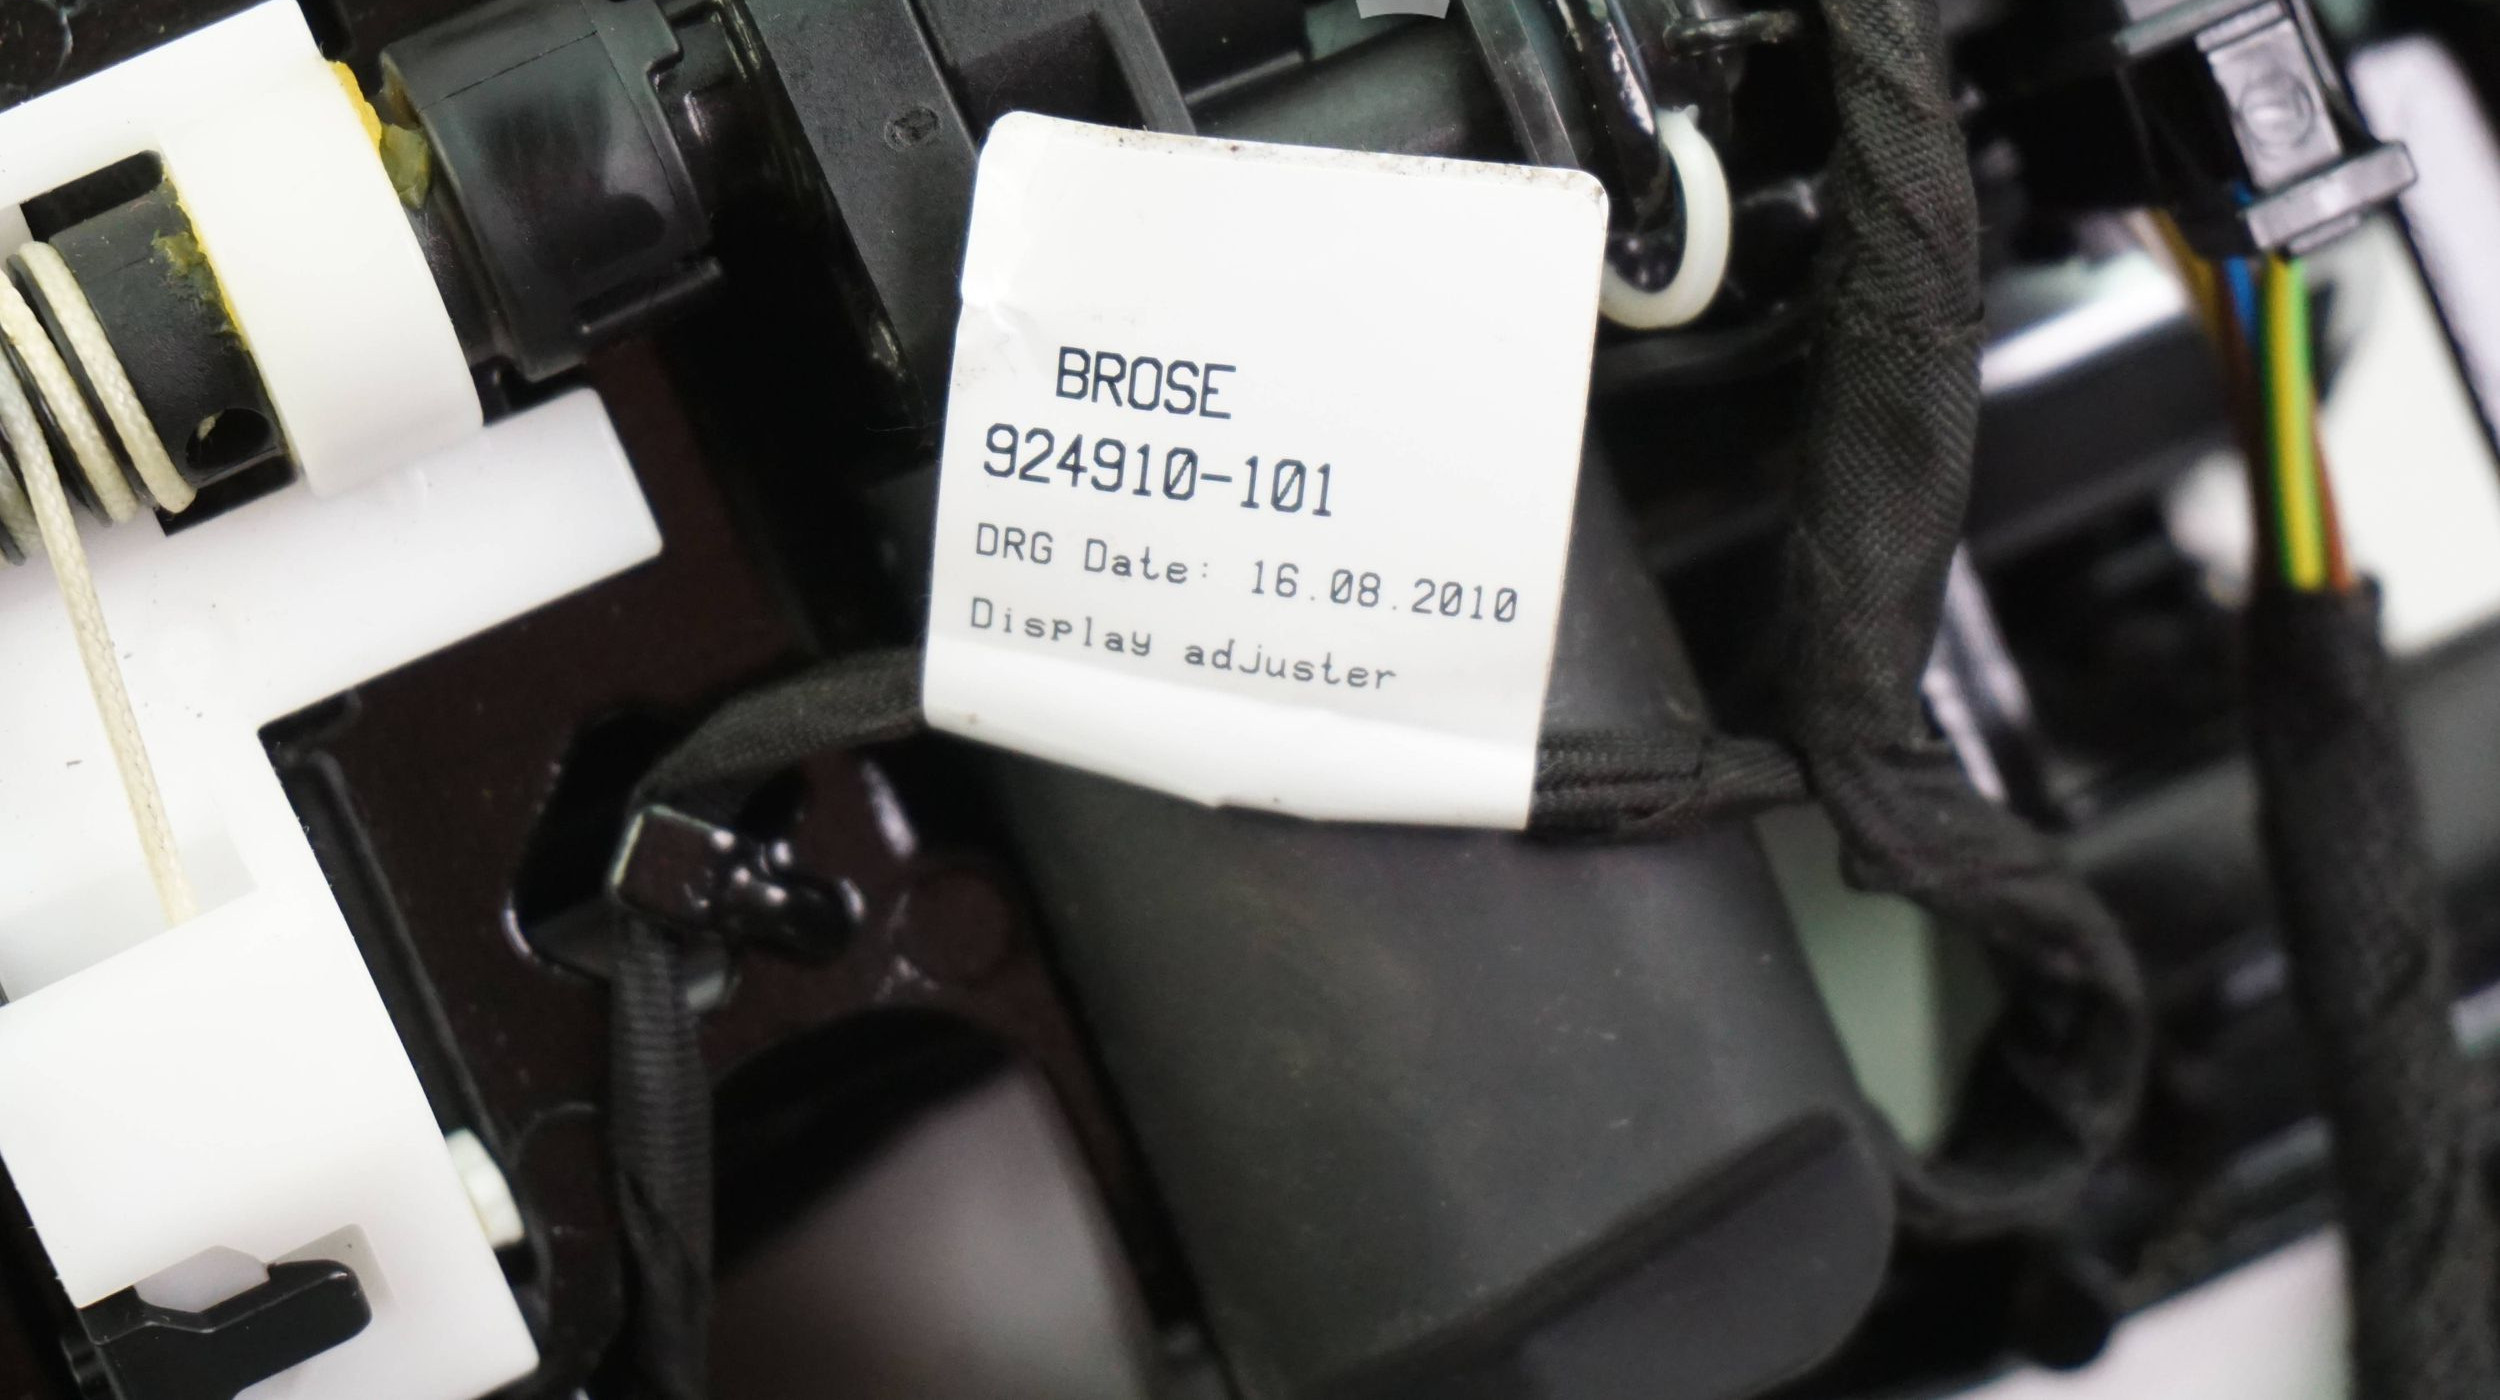 BROSE
924910-101
DRG Date: 16.08.2010
Display adjuster